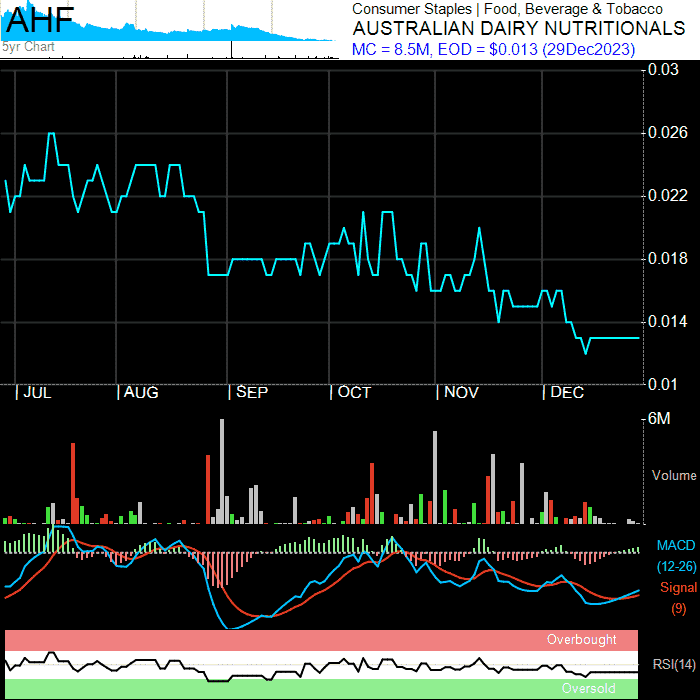 AHF
5yr Chart
Consumer Staples | Food, Beverage & Tobacco
AUSTRALIAN DAIRY NUTRITIONALS
MC = 8.5M, EOD = $0.013 (29Dec2023)
0.03
0.026
0.022
0.018
0.014
0.01
| JUL | AUG | SEP | OCT | NOV | DEC
6M
Volume
MACD
(12-26)
Signal
(9)
Overbought
RSI(14)
Oversold